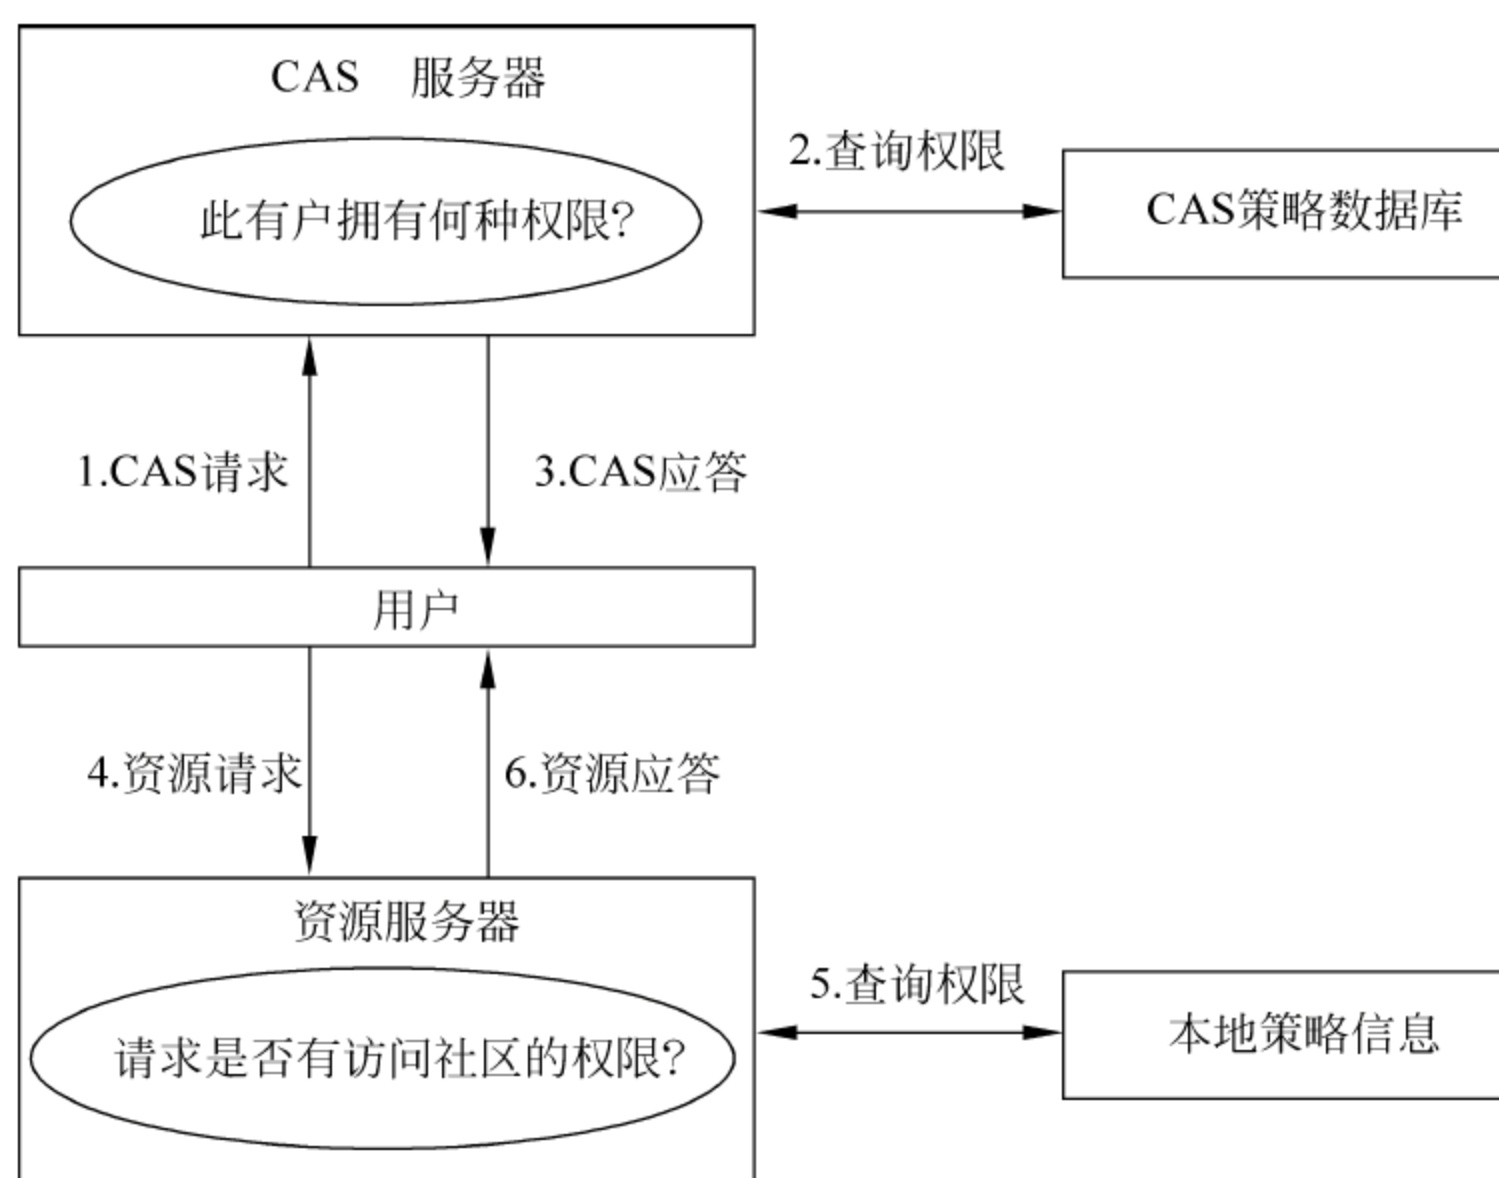 CAS 服务器
2.查询权限
此有户拥有何种权限?
CAS策略数据库
1.CAS请求
3.CAS应答
用户
4.资源请求
6.资源应答
资源服务器
5.查询权限
请求是否有访问社区的权限?
本地策略信息